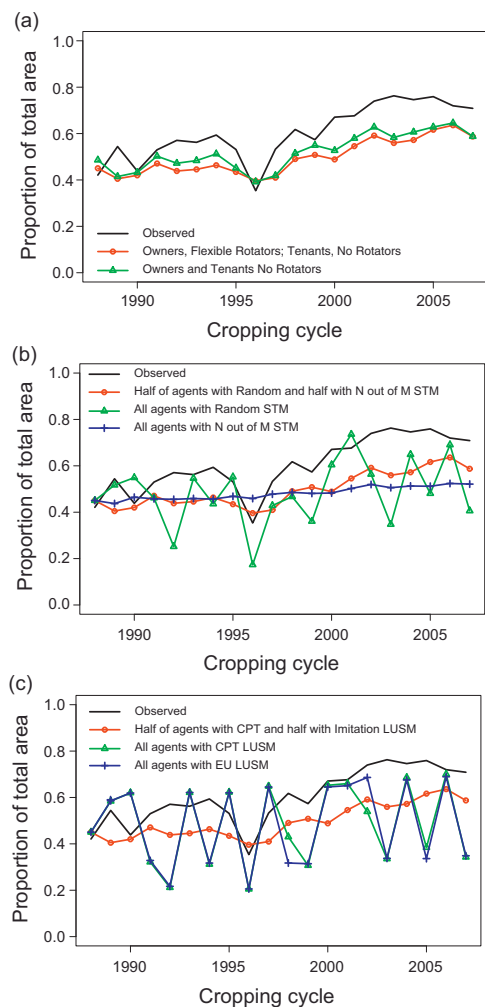 (a)
Proportion of total area
1.0
0.8
0.6
0.4
0.2
0.0
Observed
Owners, Flexible Rotators; Tenants, No Rotators
Owners and Tenants No Rotators
1990 1995 2000 2005
Cropping cycle
(b)
Proportion of total area
1.0
0.8
0.6
0.4
0.2
0.0
Observed
Half of agents with Random and half with N out of M STM
All agents with Random STM
All agents with N out of M STM
1990 1995 2000 2005
Cropping cycle
(c)
Proportion of total area
1.0
0.8
0.6
0.4
0.2
0.0
Observed
Half of agents with CPT and half with Imitation LUSM
All agents with CPT LUSM
All agents with EU LUSM
1990 1995 2000 2005
Cropping cycle